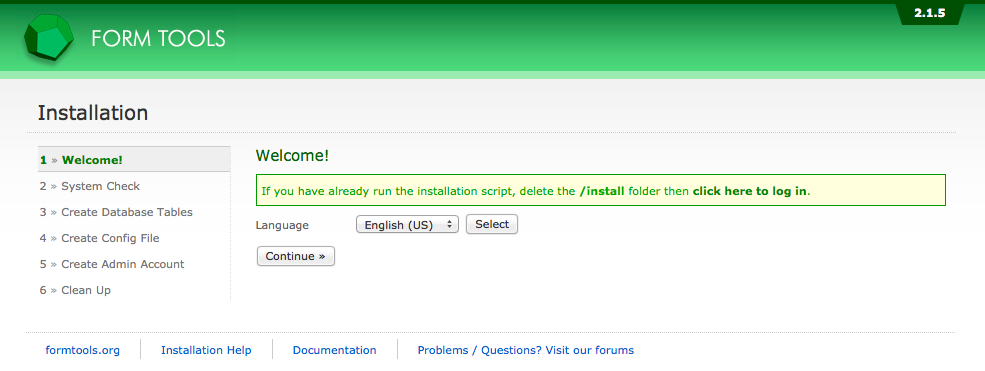 2.1.5
FORM TOOLS
Installation
1 » Welcome!
2 » System Check
3 » Create Database Tables
4 » Create Config File
5 » Create Admin Account
6 » Clean Up
Welcome!
If you have already run the installation script, delete the /install folder then click here to log in.
Language English (US) Select
Continue »
formtools.org Installation Help Documentation Problems / Questions? Visit our forums